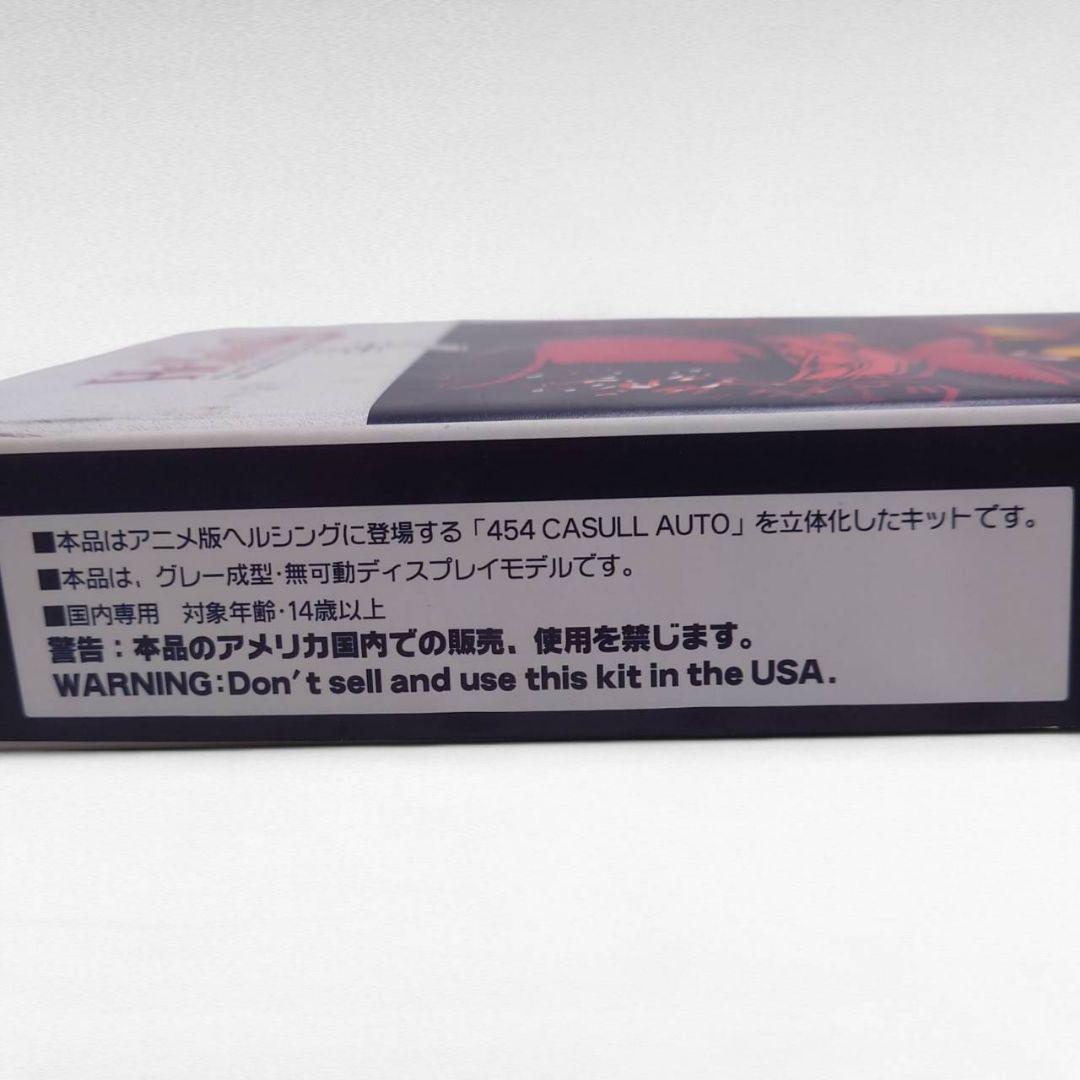 ■本品はアニメ版ヘルシングに登場する「454 CASULL AUTO」を立体化したキットです。
■本品は、グレー成型・無可動ディスプレイモデルです。
■国内専用　対象年齢・14歳以上
警告：本品のアメリカ国内での販売、使用を禁じます。
WARNING:Don't sell and use this kit in the USA.